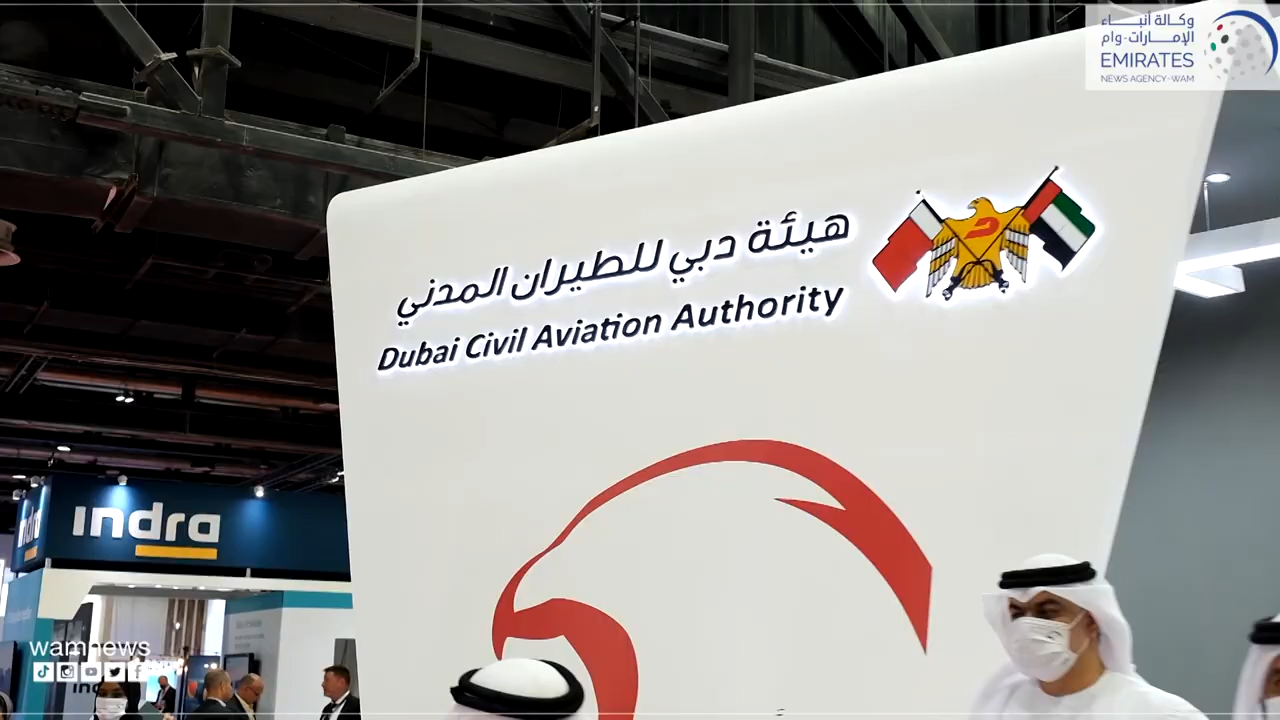 وكالة أنباء
الإمارات-وام
EMIRATES
NEWS AGENCY-WAM
هيئة دبي للطيران المدني
Dubai Civil Aviation Authority
indra
wamnews